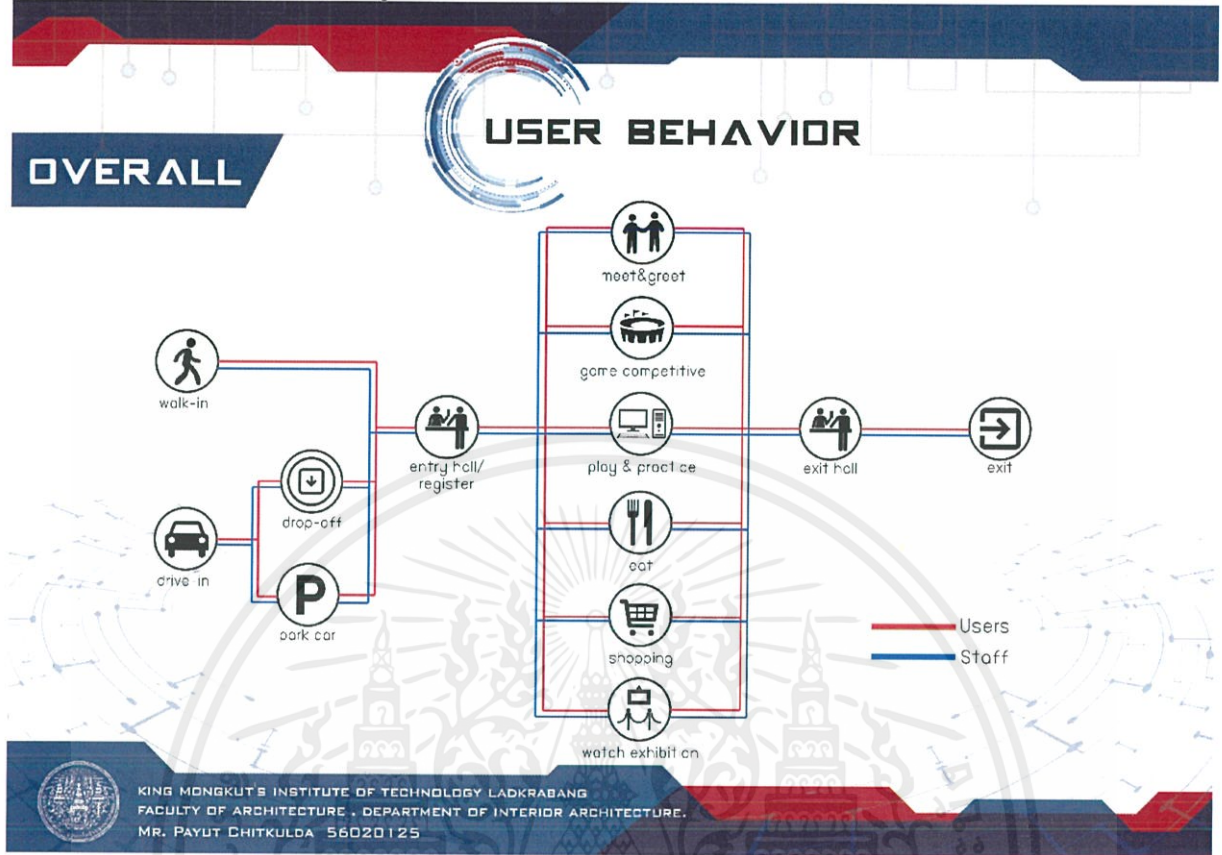 USER BEHAVIOR
OVERALL
meet&greet
game competitive
walk-in
entry hall/
register
play & practice
exit hall
exit
drop-off
drive in
eat
P
park car
Users
shopping
Staff
watch exhibition
KING MONGKUT'S INSTITUTE OF TECHNOLOGY LADKRABANG
FACULTY OF ARCHITECTURE . DEPARTMENT OF INTERIOR ARCHITECTURE.
MR. PAYUT CHITKULDA 56020125